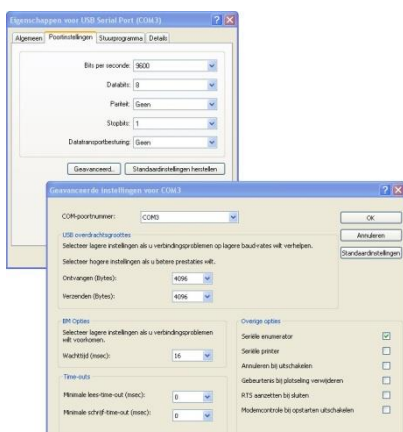 Eigenschappen voor USB Serial Port (COM3)
Algemeen Poortinstellingen Stuurprogramma Details
Bits per seconde: 9600
Databits: 8
Pariteit: Geen
Stopbits: 1
Datatransportbesturing: Geen
Geavanceerd... Standaardinstellingen herstellen
Geavanceerde instellingen voor COM3
COM-poortnummer: COM3
OK
USB overdrachtsgroottes
Annuleren
Selecteer lagere instellingen als u verbindingsproblemen op lagere baud-rates wilt verhelpen.
Standaardinstellingen
Selecteer hogere instellingen als u betere prestaties wilt.
Ontvangen (Bytes): 4096
Verzenden (Bytes): 4096
BM Opties
Selecteer lagere instellingen als u verbindingsproblemen
wilt voorkomen.
Wachttijd (msec): 16
Time-outs
Minimale lees-time-out (msec): 0
Minimale schrijf-time-out (msec): 0
Overige opties
Seriële enumerator
Seriële printer
Annuleren bij uitschakelen
Gebeurtenis bij plotseling verwijderen
RTS aanzetten bij sluiten
Modemcontrole bij opstarten uitschakelen